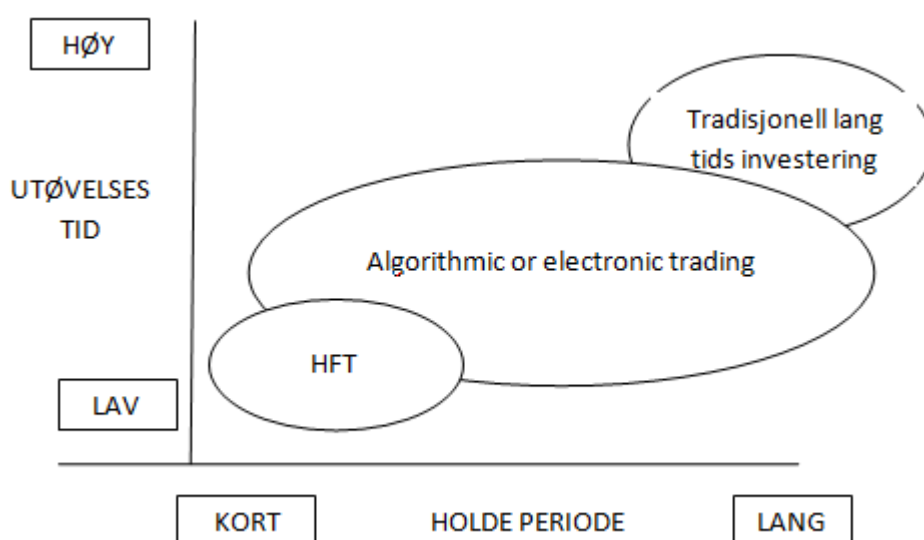 HØY
Tradisjonell lang
tids investering
UTØVELSES
TID
Algorithmic or electronic trading
HFT
LAV
KORT
HOLDE PERIODE
LANG